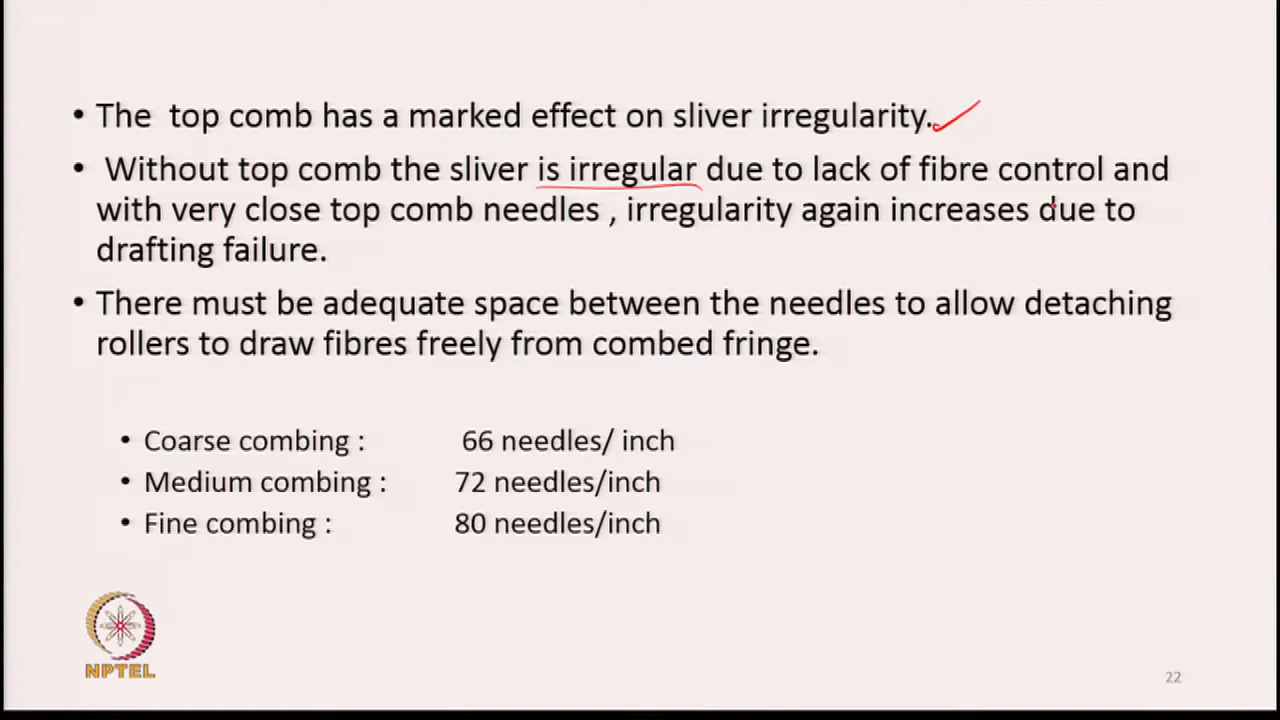 • The top comb has a marked effect on sliver irregularity.
• Without top comb the sliver is irregular due to lack of fibre control and
with very close top comb needles , irregularity again increases due to
drafting failure.
• There must be adequate space between the needles to allow detaching
rollers to draw fibres freely from combed fringe.
• Coarse combing : 66 needles/ inch
• Medium combing : 72 needles/inch
• Fine combing : 80 needles/inch
NPTEL
22